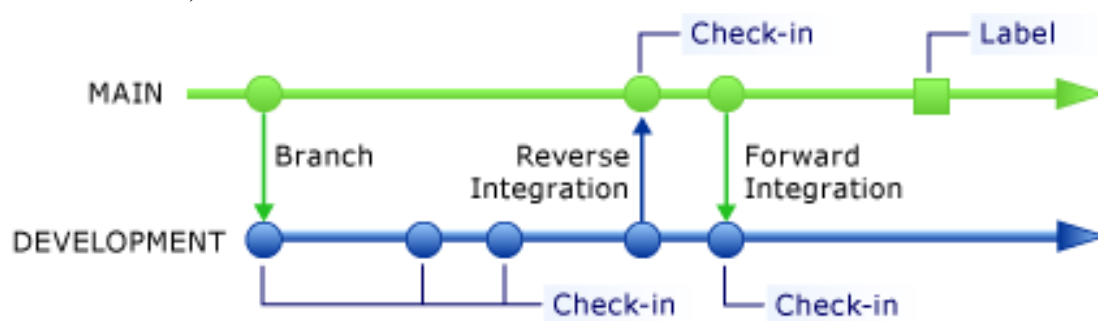 Check-in
Label
MAIN
Branch
Reverse
Integration
Forward
Integration
DEVELOPMENT
Check-in
Check-in